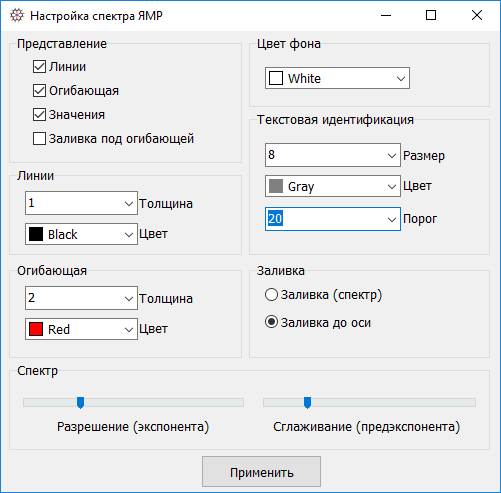 Настройка спектра ЯМР
Представление
Линии
Огибающая
Значения
Заливка под огибающей
Цвет фона
White
Текстовая идентификация
8 Размер
Gray Цвет
20 Порог
Линии
1 Толщина
Black Цвет
Огибающая
2 Толщина
Red Цвет
Заливка
Заливка (спектр)
Заливка до оси
Спектр
Разрешение (экспонента)
Сглаживание (предэкспонента)
Применить